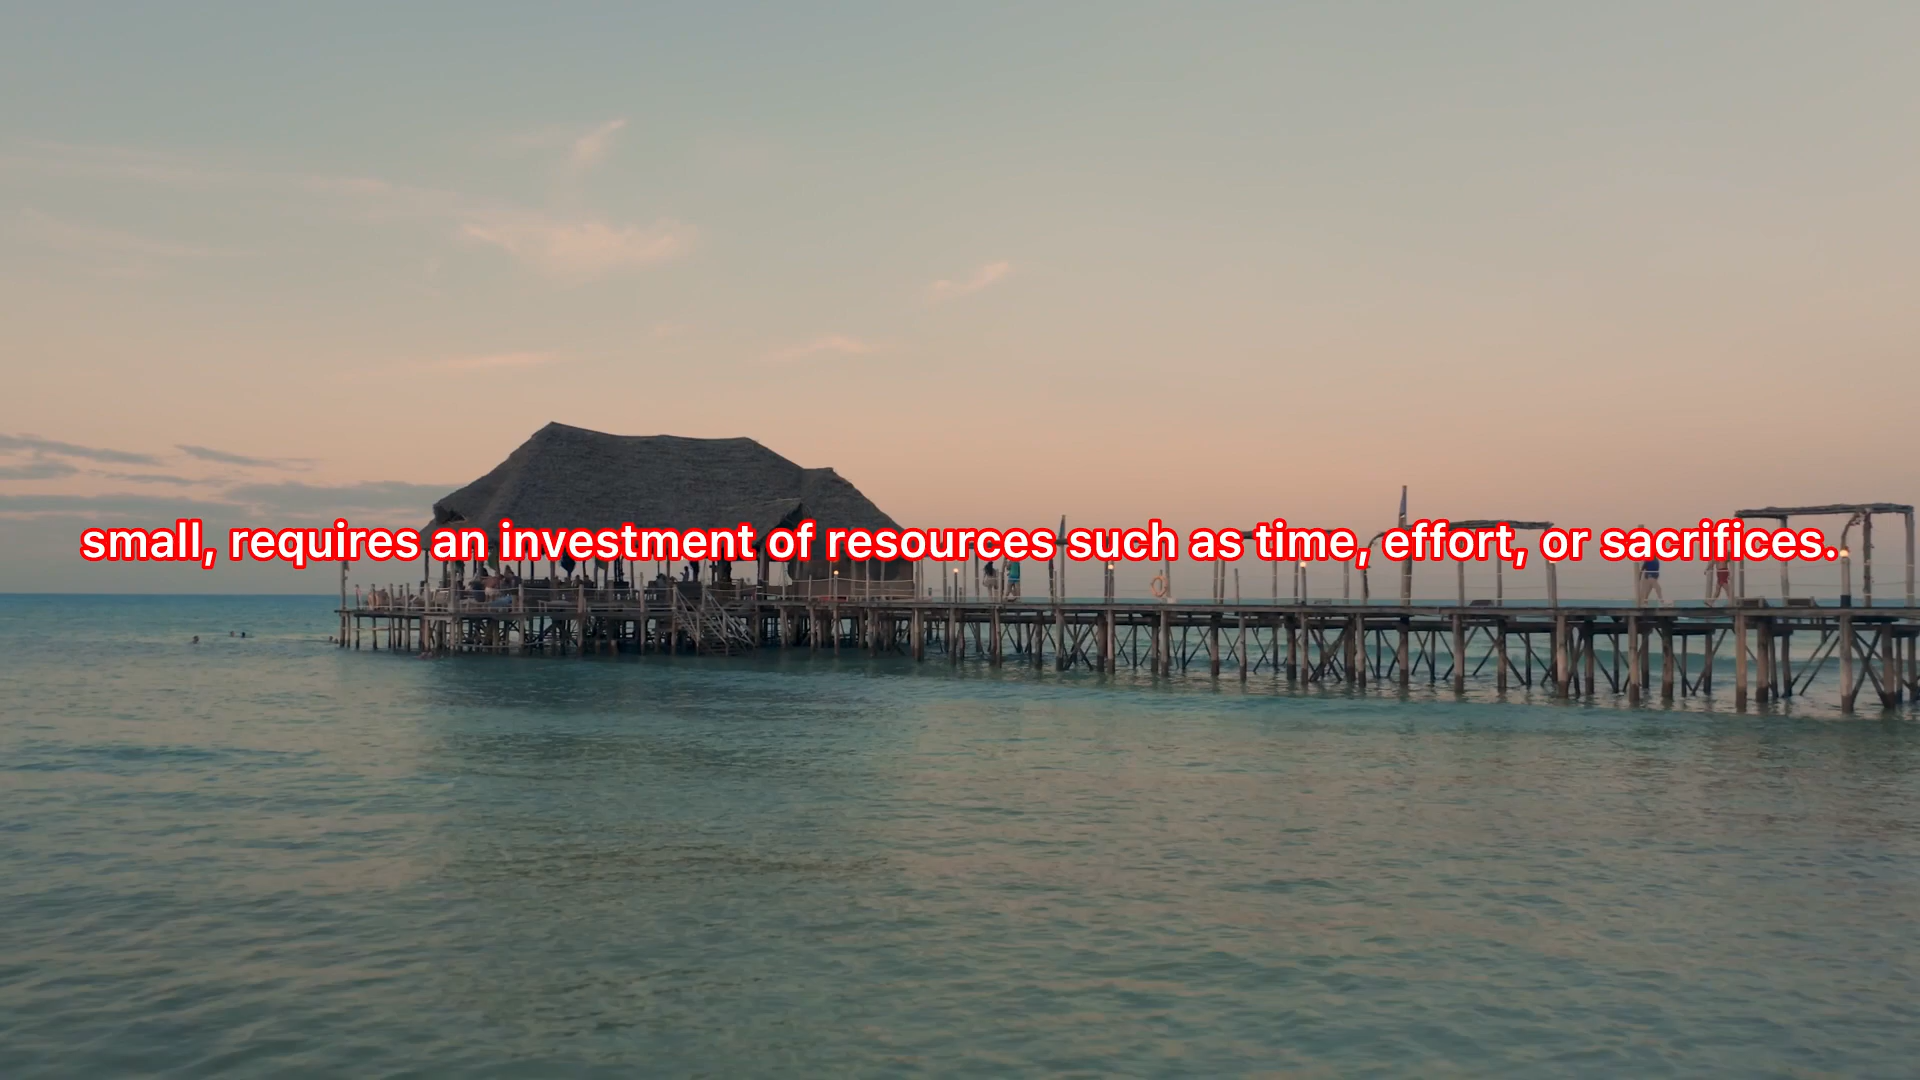 small, requires an investment of resources such as time, effort, or sacrifices.